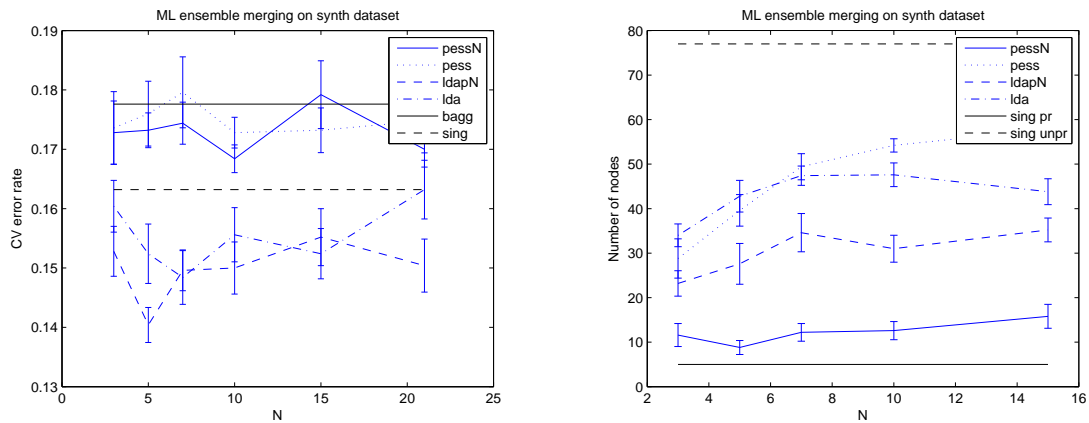 ML ensemble merging on synth dataset
0.19
0.18
0.17
0.16
0.15
0.14
0.13
CV error rate
0
5
10
15
20
25
N
pessN
pess
ldapN
lda
bagg
sing
ML ensemble merging on synth dataset
80
70
60
50
40
30
20
10
0
Number of nodes
2
4
6
8
10
12
14
16
N
pessN
pess
ldapN
lda
sing pr
sing unpr